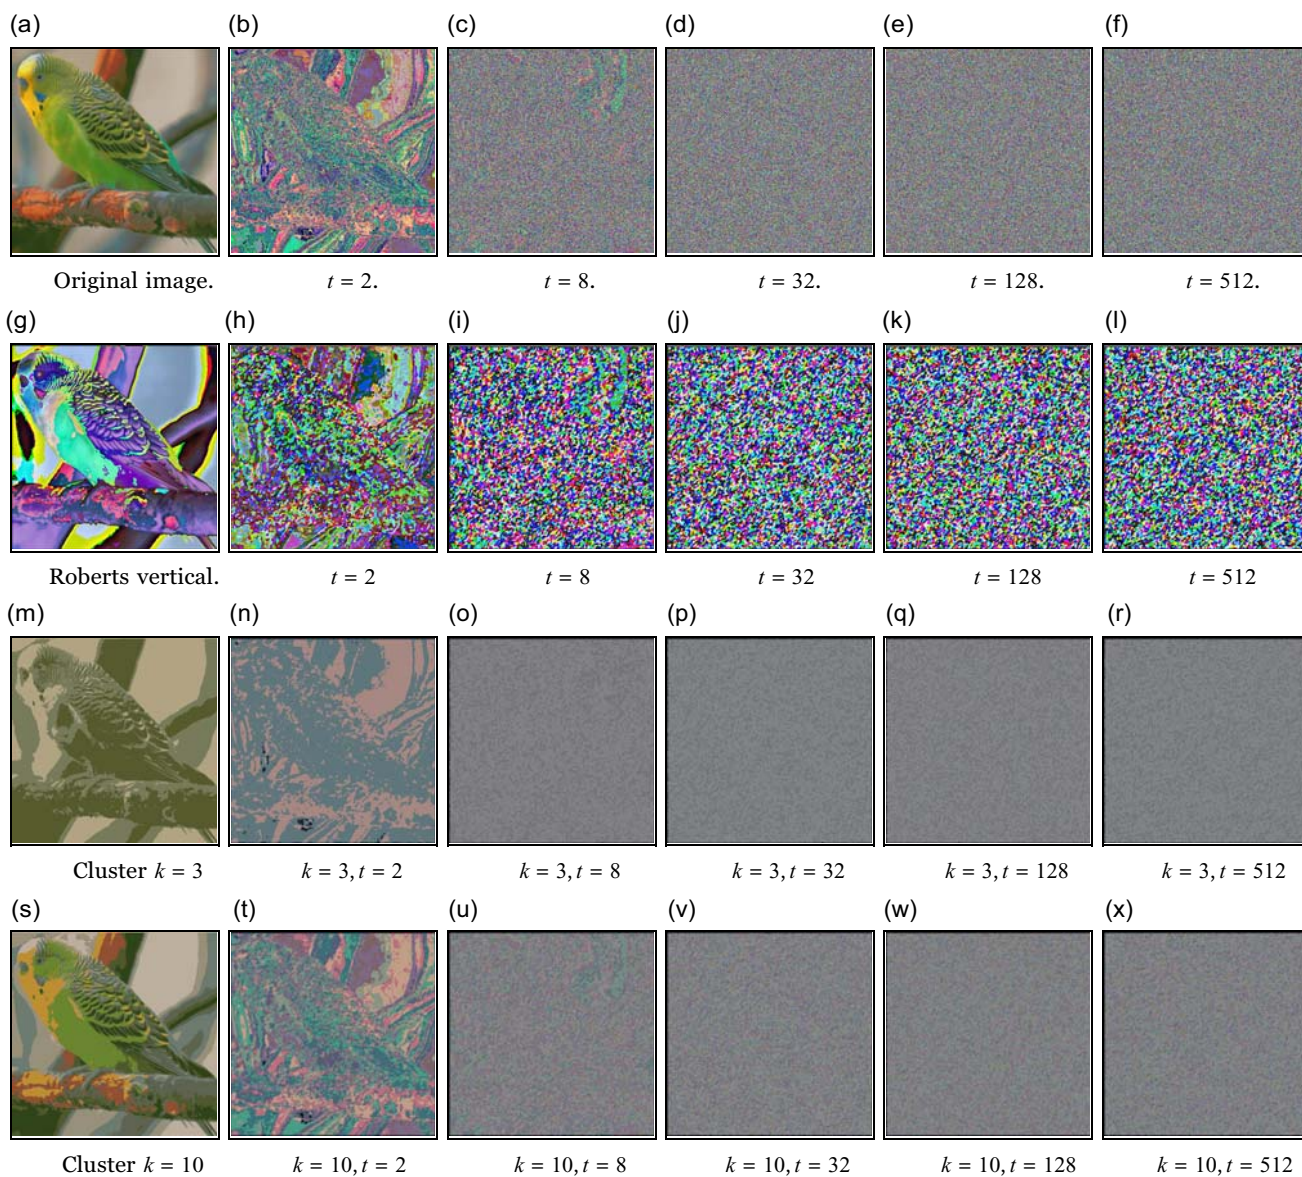 (a) (b) (c) (d) (e) (f)
Original image. t = 2. t = 8. t = 32. t = 128. t = 512.
(g) (h) (i) (j) (k) (l)
Roberts vertical. t = 2 t = 8 t = 32 t = 128 t = 512
(m) (n) (o) (p) (q) (r)
Cluster k = 3 k = 3, t = 2 k = 3, t = 8 k = 3, t = 32 k = 3, t = 128 k = 3, t = 512
(s) (t) (u) (v) (w) (x)
Cluster k = 10 k = 10, t = 2 k = 10, t = 8 k = 10, t = 32 k = 10, t = 128 k = 10, t = 512